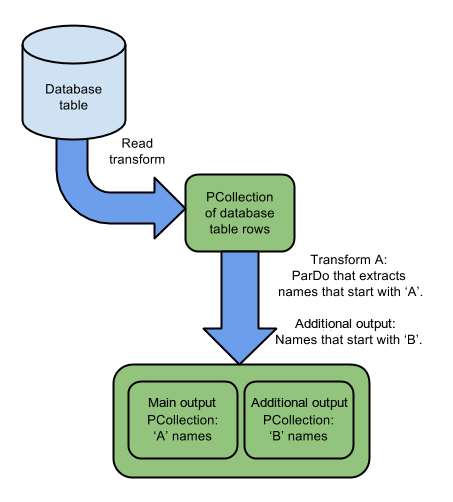 Database
table
Read
transform
PCollection
of database
table rows
Transform A:
ParDo that extracts
names that start with ‘A’.
Additional output:
Names that start with ‘B’.
Main output
PCollection:
‘A’ names
Additional output
PCollection:
‘B’ names